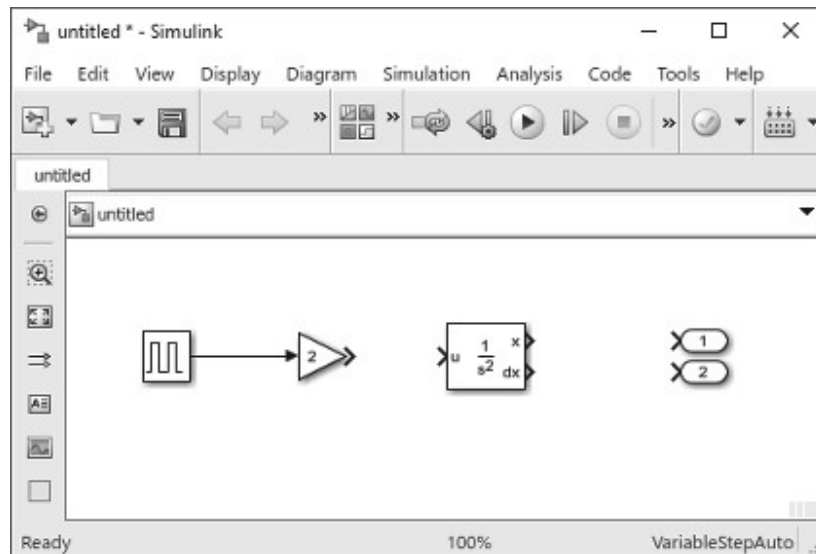 untitled * - Simulink
File Edit View Display Diagram Simulation Analysis Code Tools Help
untitled
untitled
2
u 1 s2 x dx
1
2
Ready 100% VariableStepAuto